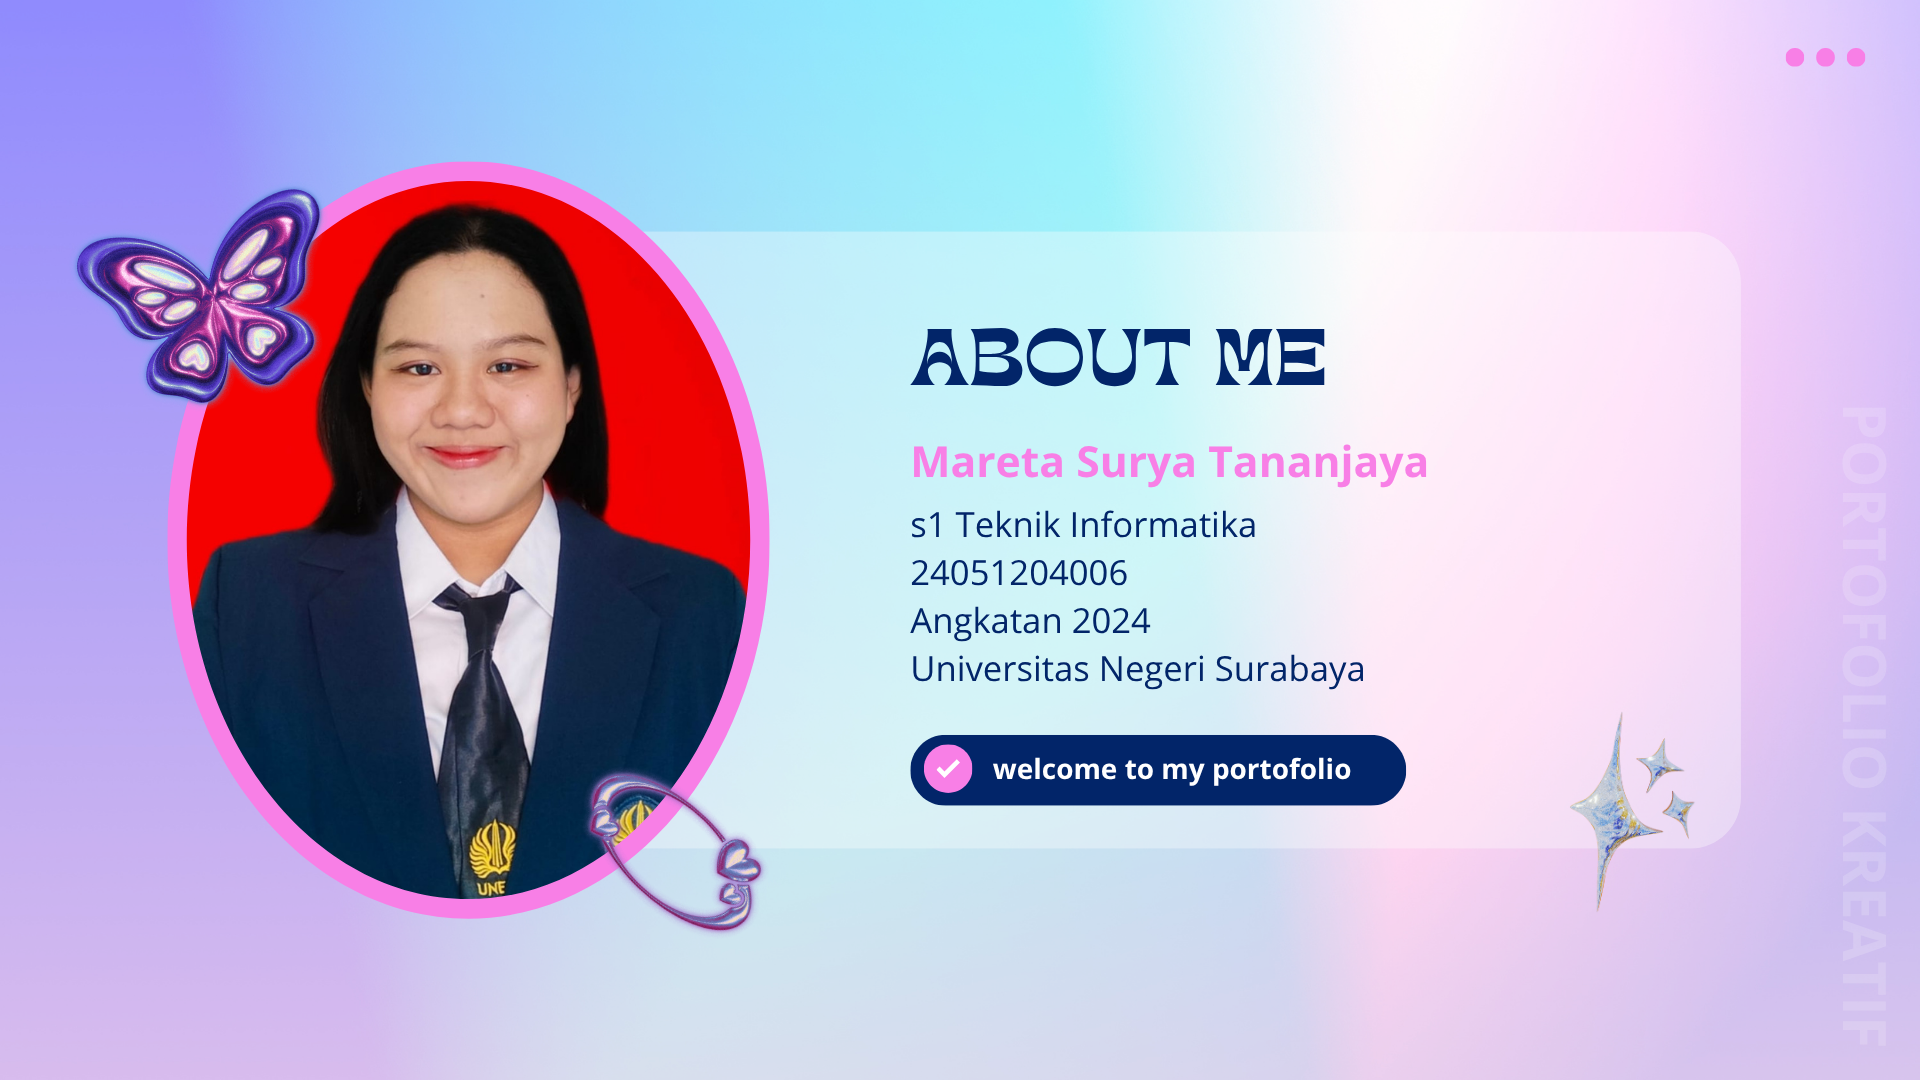 ABOUT ME
Mareta Surya Tananjaya
s1 Teknik Informatika
24051204006
Angkatan 2024
Universitas Negeri Surabaya
welcome to my portofolio
PORTOFOLIO KREATIF
UNE